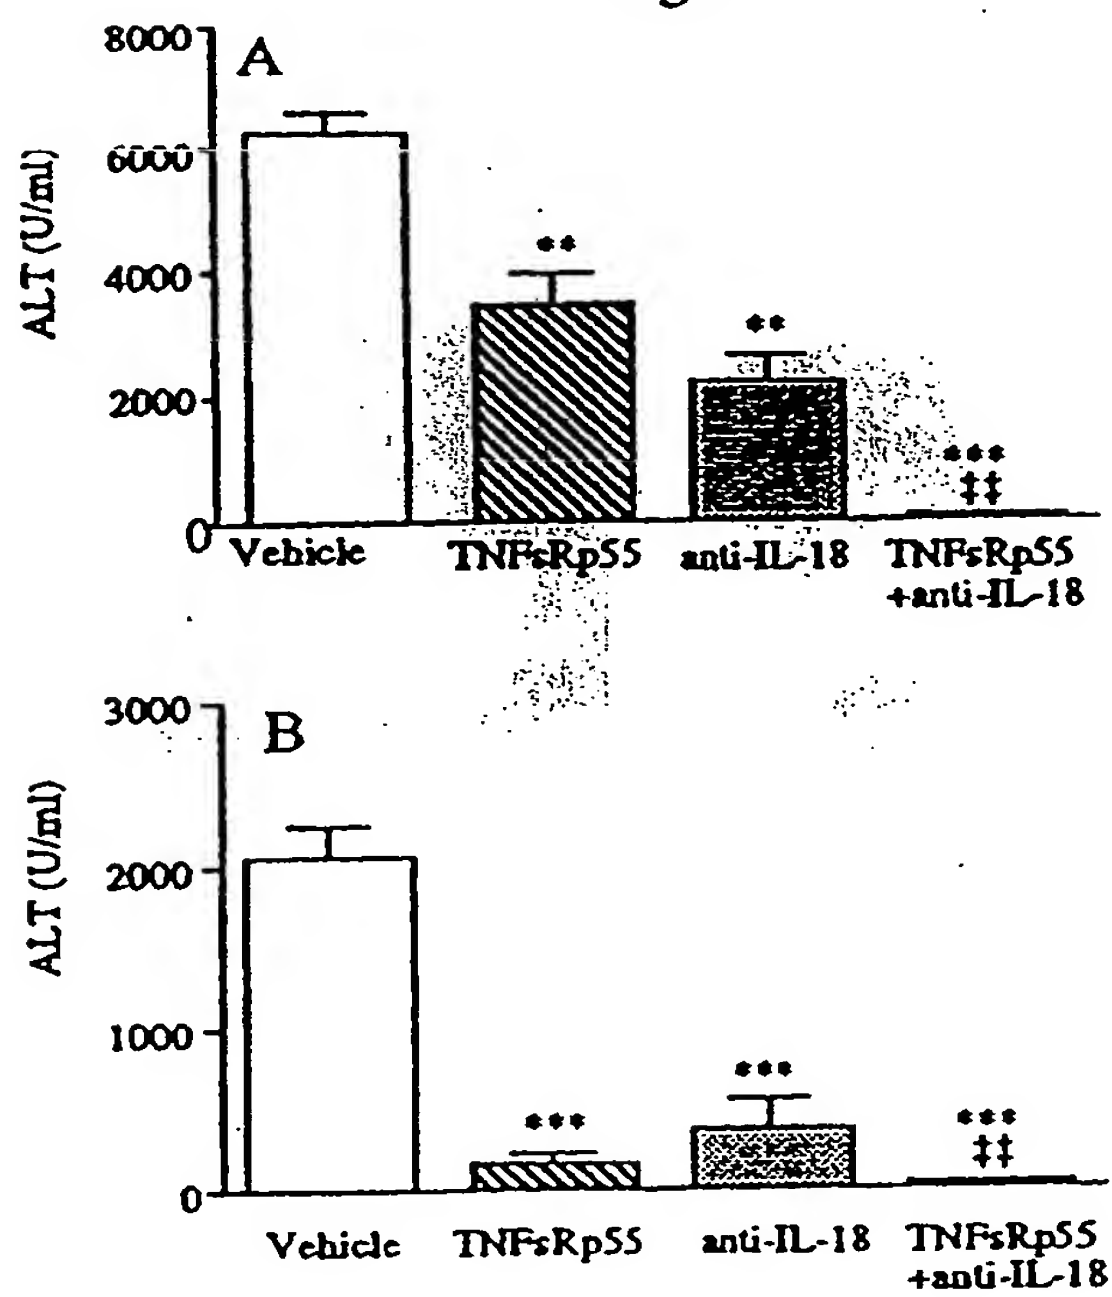 8000
A
6000
ALT (U/ml)
4000
**
**
2000
***
‡‡
0
Vehicle
TNFsRp55
anti-IL-18
TNFsRp55
+anti-IL-18
3000
B
ALT (U/ml)
2000
1000
***
***
***
‡‡
0
Vehicle
TNFsRp55
anti-IL-18
TNFsRp55
+anti-IL-18